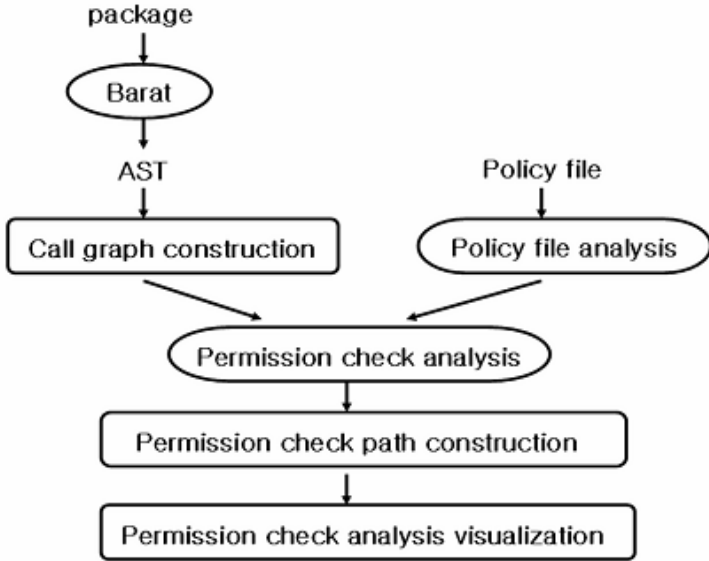 package
Barat
AST
Policy file
Call graph construction
Policy file analysis
Permission check analysis
Permission check path construction
Permission check analysis visualization